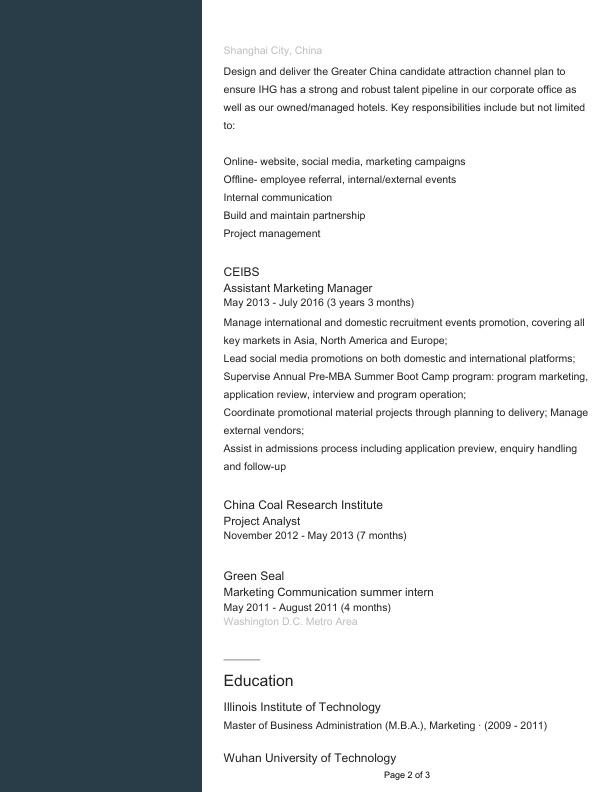 Shanghai City, China
Design and deliver the Greater China candidate attraction channel plan to
ensure IHG has a strong and robust talent pipeline in our corporate office as
well as our owned/managed hotels. Key responsibilities include but not limited
to:
Online- website, social media, marketing campaigns
Offline- employee referral, internal/external events
Internal communication
Build and maintain partnership
Project management
CEIBS
Assistant Marketing Manager
May 2013 - July 2016 (3 years 3 months)
Manage international and domestic recruitment events promotion, covering all
key markets in Asia, North America and Europe;
Lead social media promotions on both domestic and international platforms;
Supervise Annual Pre-MBA Summer Boot Camp program: program marketing,
application review, interview and program operation;
Coordinate promotional material projects through planning to delivery; Manage
external vendors;
Assist in admissions process including application preview, enquiry handling
and follow-up
China Coal Research Institute
Project Analyst
November 2012 - May 2013 (7 months)
Green Seal
Marketing Communication summer intern
May 2011 - August 2011 (4 months)
Washington D.C. Metro Area
Education
Illinois Institute of Technology
Master of Business Administration (M.B.A.), Marketing · (2009 - 2011)
Wuhan University of Technology
Page 2 of 3